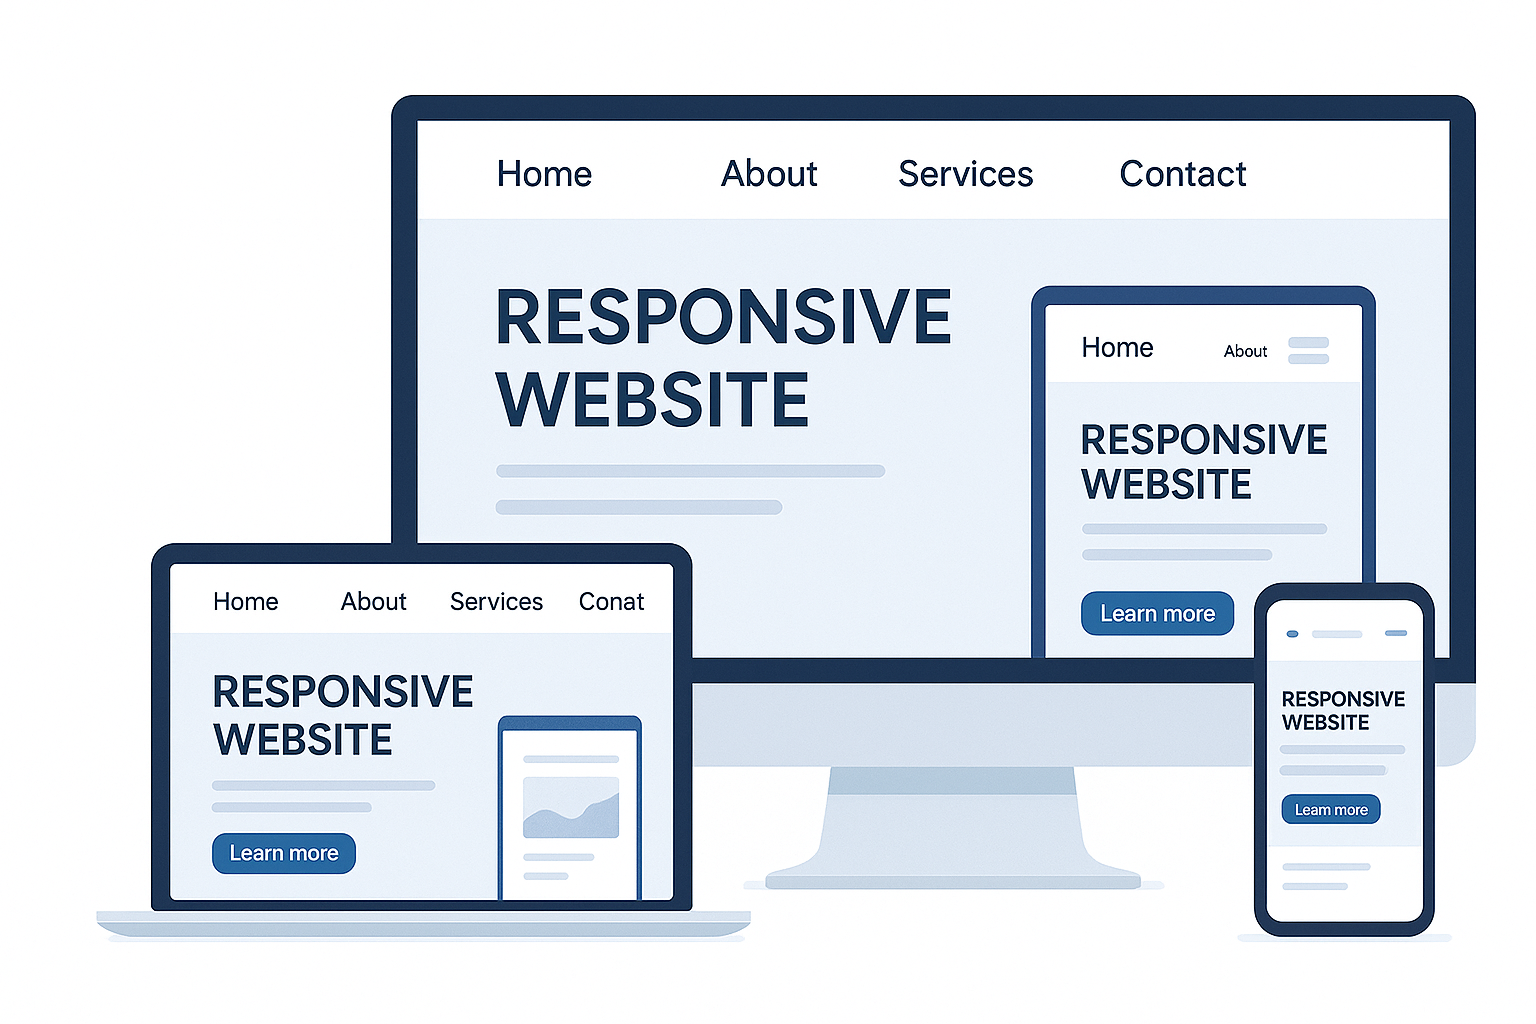 Home About Services Contact
RESPONSIVE
WEBSITE
Home About
RESPONSIVE
WEBSITE
Learn more
Home About Services Conat
RESPONSIVE
WEBSITE
Learn more
RESPONSIVE
WEBSITE
Leam more